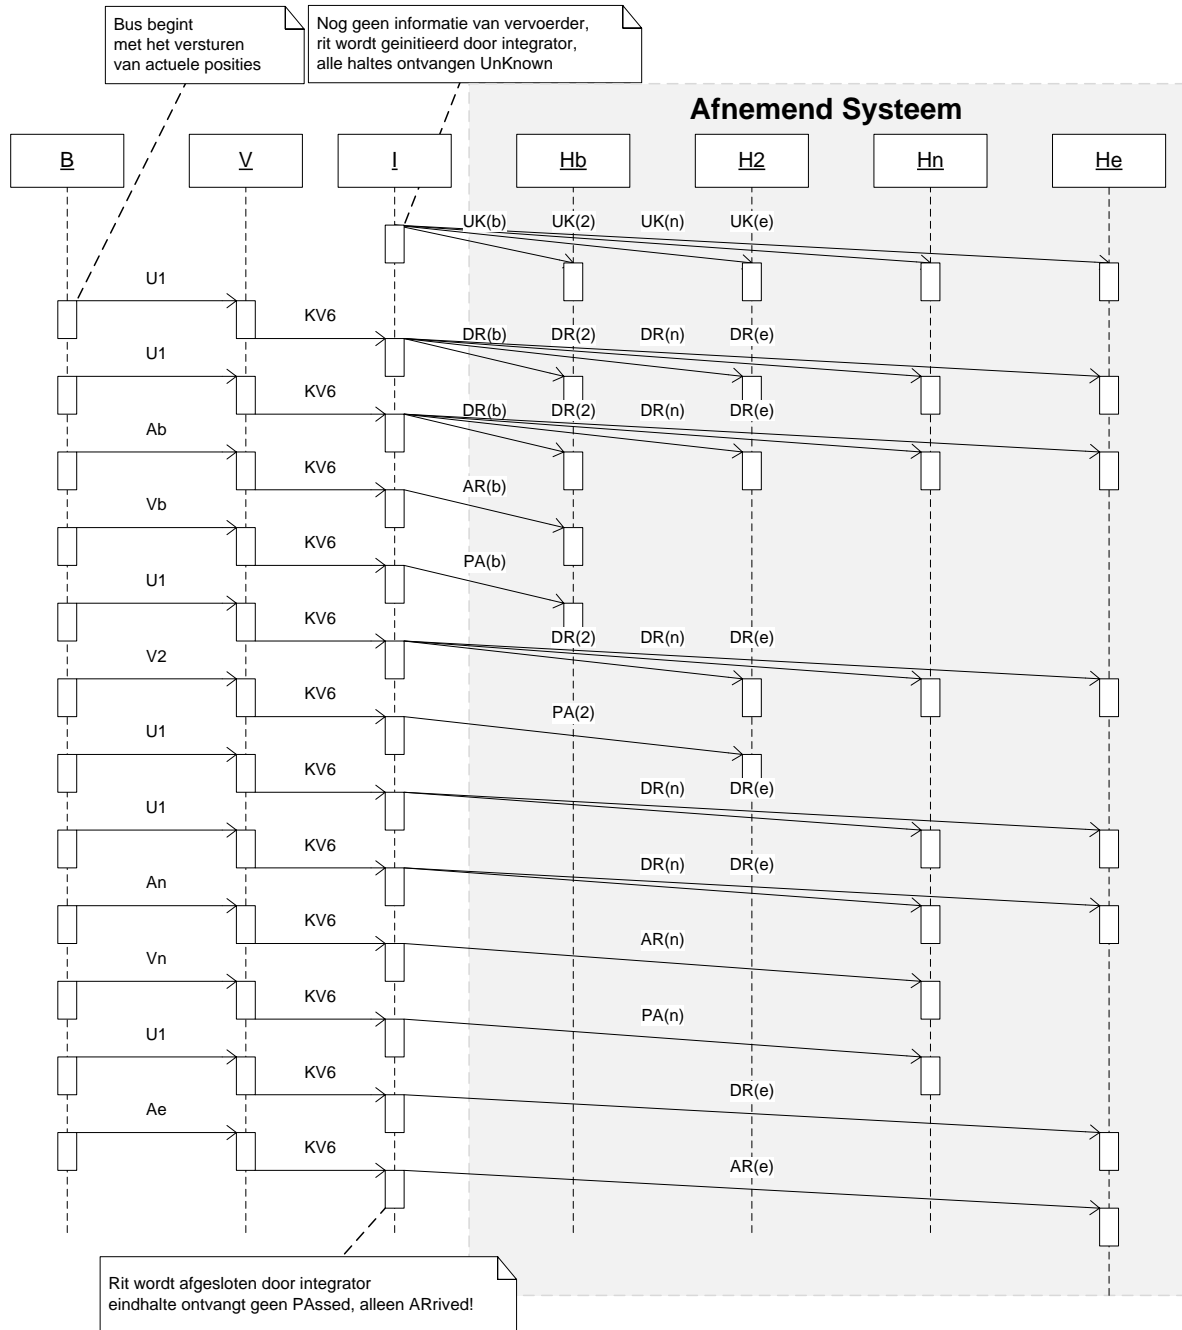 Bus begint
met het versturen
van actuele posities
Nog geen informatie van vervoerder,
rit wordt geinitieerd door integrator,
alle haltes ontvangen UnKnown
Afnemend Systeem
B V I Hb H2 Hn He
UK(b) UK(2) UK(n) UK(e)
U1
KV6
DR(b) DR(2) DR(n) DR(e)
U1
KV6
DR(b) DR(2) DR(n) DR(e)
Ab
KV6
AR(b)
Vb
KV6
PA(b)
U1
KV6
DR(2) DR(n) DR(e)
V2
KV6
PA(2)
U1
KV6
DR(n) DR(e)
U1
KV6
DR(n) DR(e)
An
KV6
AR(n)
Vn
KV6
PA(n)
U1
KV6
DR(e)
Ae
KV6
AR(e)
Rit wordt afgesloten door integrator
eindhalte ontvangt geen PAssed, alleen ARrived!